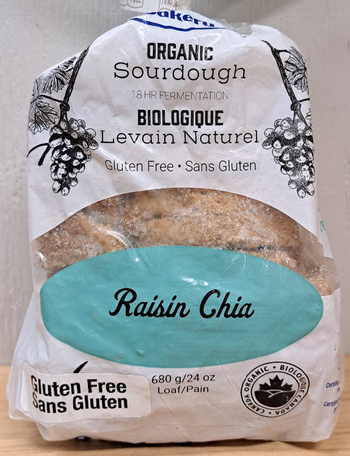 Bakery
ORGANIC
Sourdough
18 HR FERMENTATION
BIOLOGIQUE
Levain Naturel
Gluten Free • Sans Gluten
Raisin Chia
680 g/24 oz
Loaf/Pain
Gluten Free
Sans Gluten
CANADA ORGANIC • BIOLOGIQUE CANADA •